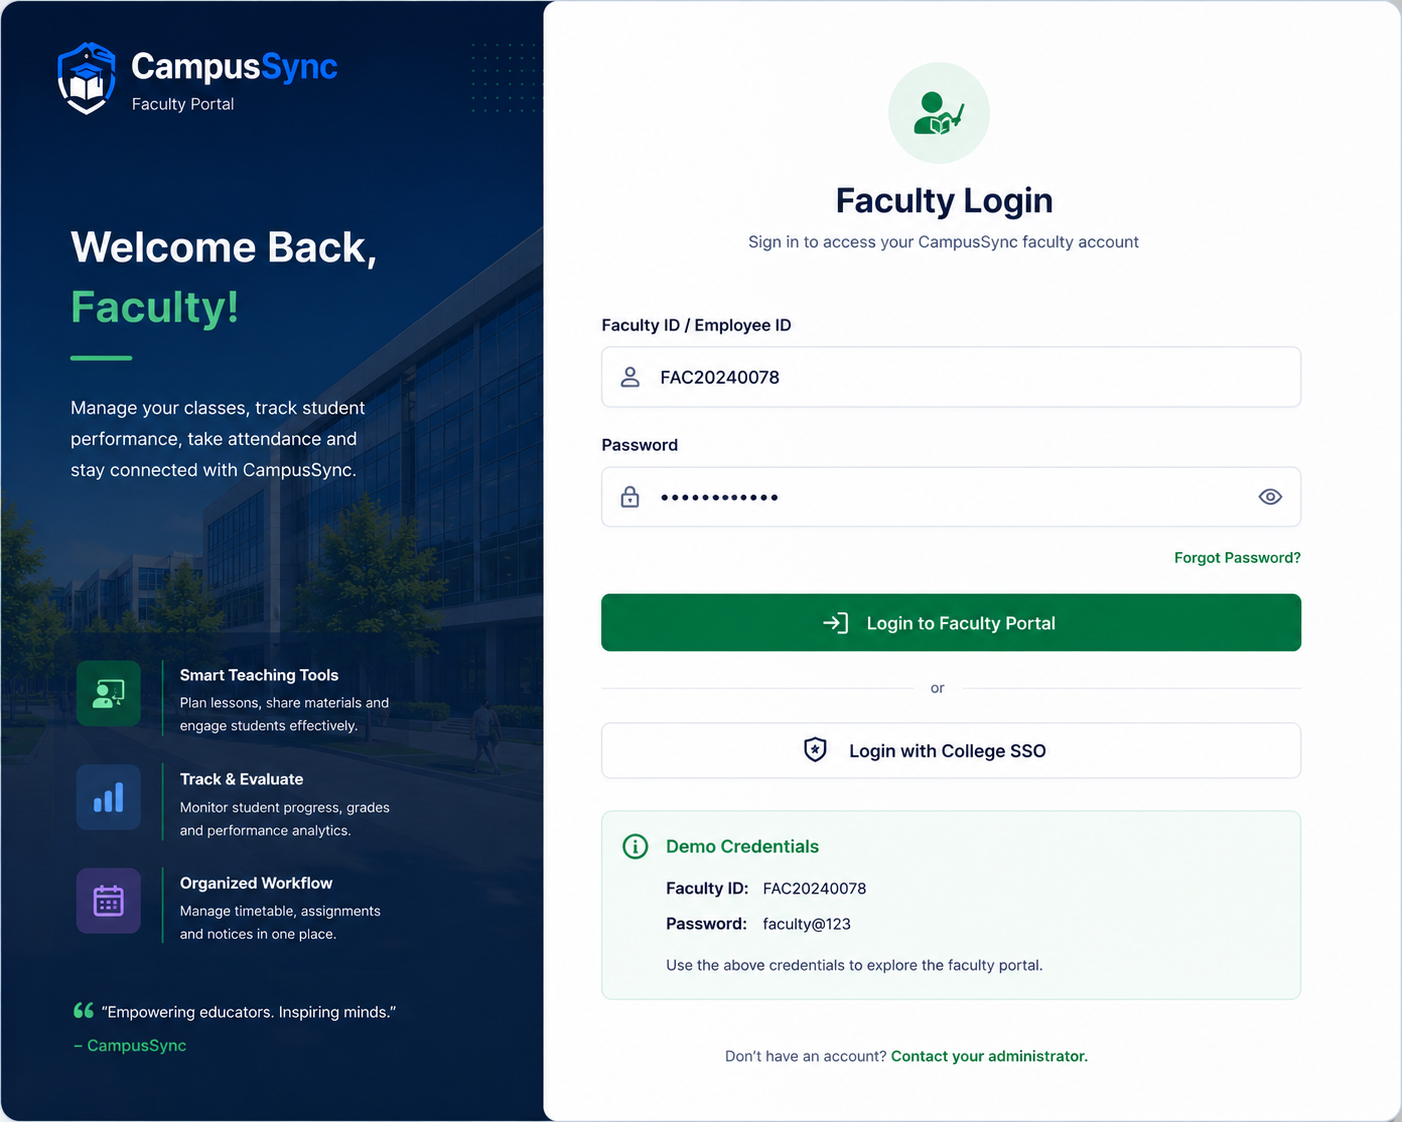 CampusSync
Faculty Portal
Welcome Back,
Faculty!
Manage your classes, track student
performance, take attendance and
stay connected with CampusSync.
Smart Teaching Tools
Plan lessons, share materials and
engage students effectively.
Track & Evaluate
Monitor student progress, grades
and performance analytics.
Organized Workflow
Manage timetable, assignments
and notices in one place.
“Empowering educators. Inspiring minds.”
– CampusSync
Faculty Login
Sign in to access your CampusSync faculty account
Faculty ID / Employee ID
FAC20240078
Password
••••••••••••
Forgot Password?
Login to Faculty Portal
or
Login with College SSO
Demo Credentials
Faculty ID: FAC20240078
Password: faculty@123
Use the above credentials to explore the faculty portal.
Don’t have an account? Contact your administrator.